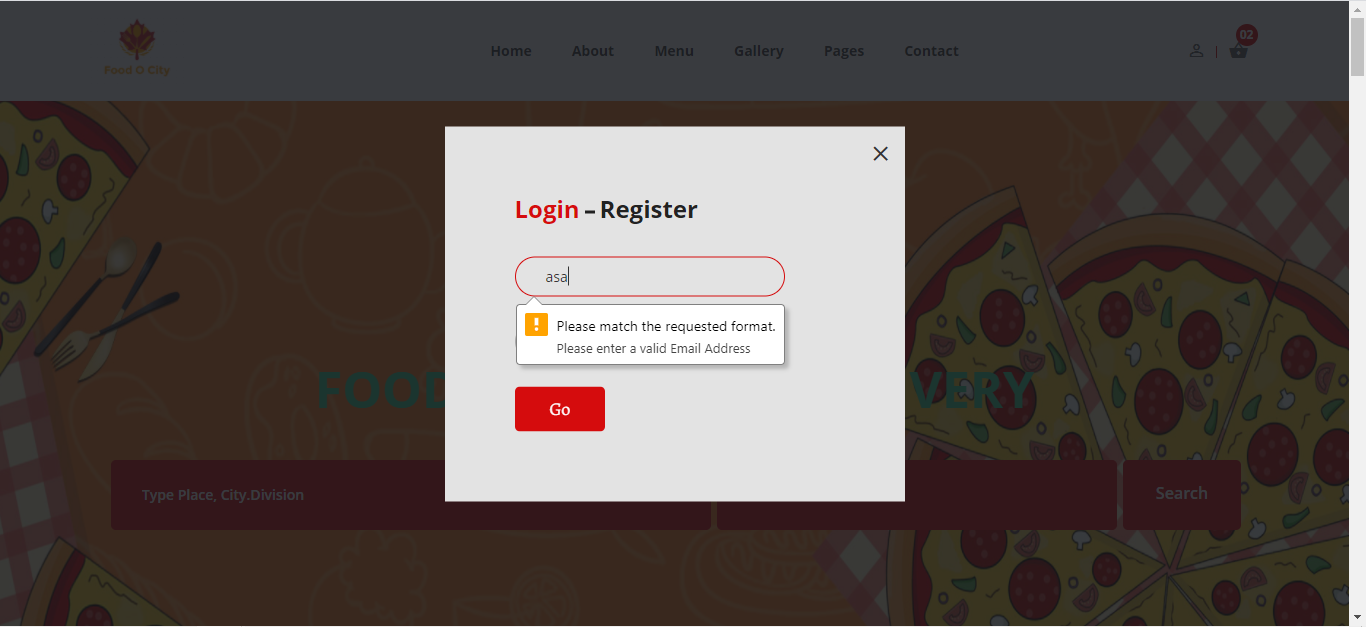 Food O City
Home About Menu Gallery Pages Contact
02
Login – Register
asa
Please match the requested format.
Please enter a valid Email Address
FOOD VERY
Go
Type Place, City.Division
Search